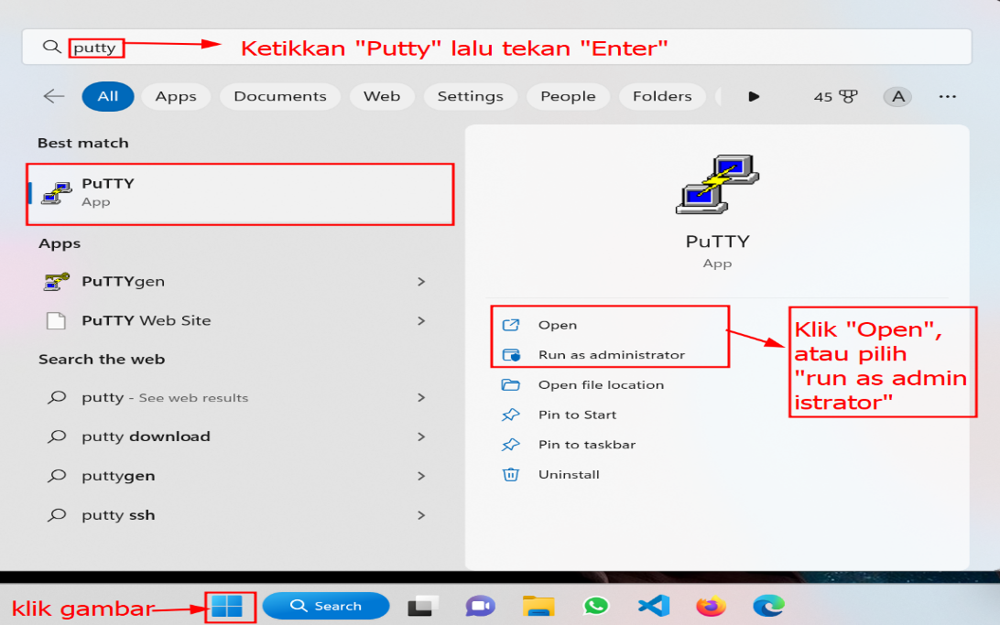 putty
Ketikkan "Putty" lalu tekan "Enter"
All
Apps
Documents
Web
Settings
People
Folders
45
A
Best match
PuTTY
App
Apps
PuTTYgen
PuTTY Web Site
Search the web
putty - See web results
putty download
puttygen
putty ssh
PuTTY
App
Open
Run as administrator
Open file location
Pin to Start
Pin to taskbar
Uninstall
Klik "Open",
atau pilih
"run as admin
istrator"
klik gambar
Search